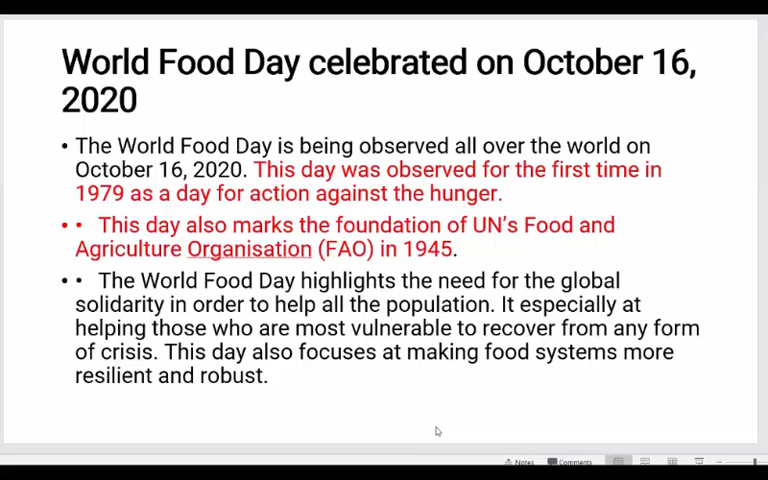 World Food Day celebrated on October 16,
2020
• The World Food Day is being observed all over the world on
October 16, 2020. This day was observed for the first time in
1979 as a day for action against the hunger.
• • This day also marks the foundation of UN’s Food and
Agriculture Organisation (FAO) in 1945.
• • The World Food Day highlights the need for the global
solidarity in order to help all the population. It especially at
helping those who are most vulnerable to recover from any form
of crisis. This day also focuses at making food systems more
resilient and robust.
Notes Comments